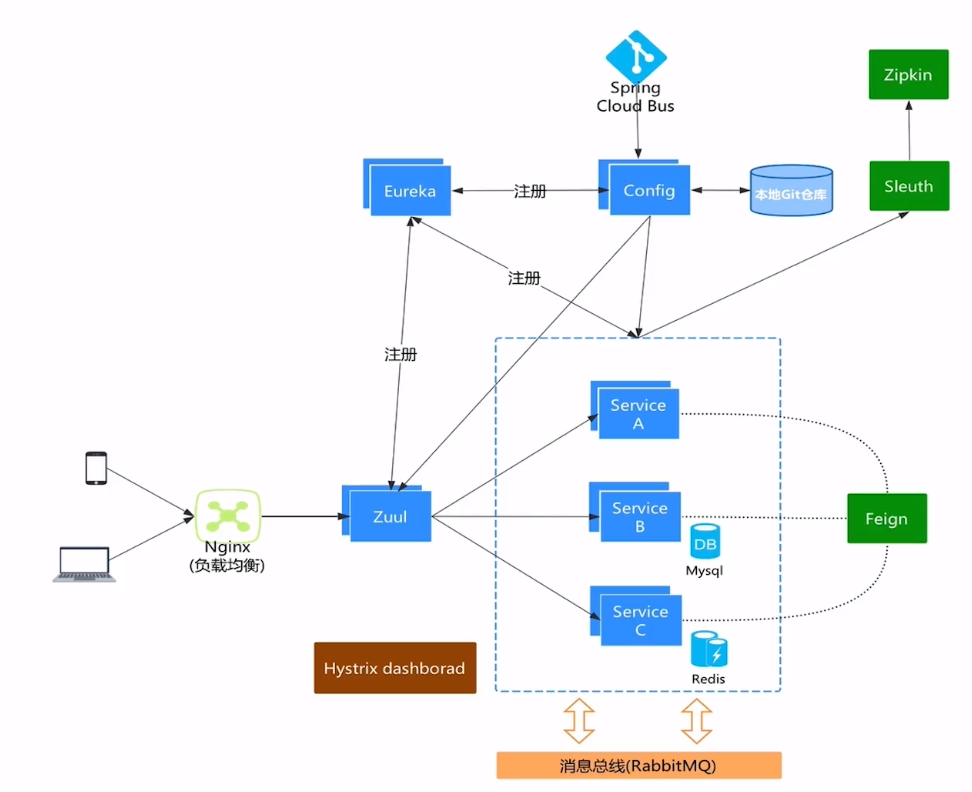 Spring
Cloud Bus
Zipkin
Eureka
注册
Config
本地Git仓库
Sleuth
注册
注册
Service
A
Service
B
Zuul
Feign
Nginx
(负载均衡)
DB
Mysql
Service
C
Hystrix dashborad
Redis
消息总线(RabbitMQ)